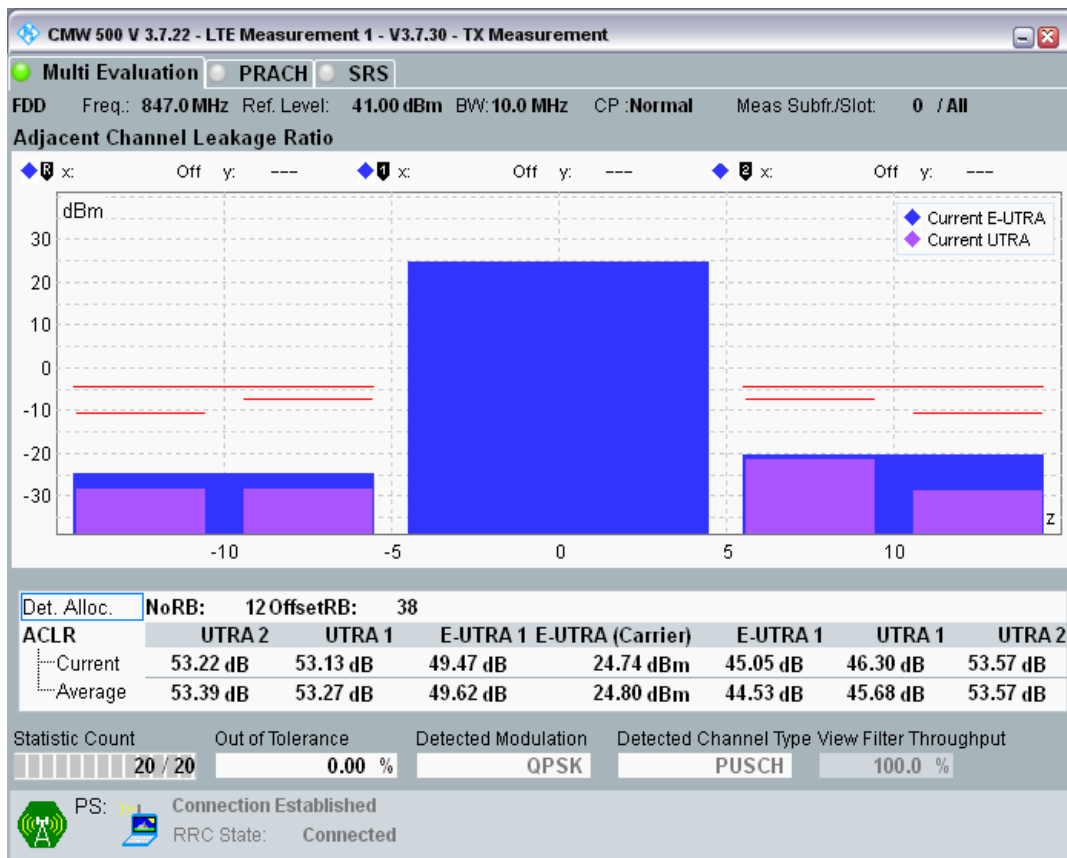 CMW 500 V 3.7.22 - LTE Measurement 1 - V3.7.30 - TX Measurement
Multi Evaluation PRACH SRS
FDD Freq.: 847.0 MHz Ref. Level: 41.00 dBm BW: 10.0 MHz CP :Normal Meas Subfr./Slot: 0 / All
Adjacent Channel Leakage Ratio
R x: Off y: --- 1 x: Off y: --- 2 x: Off y: ---
dBm
Current E-UTRA
Current UTRA
30
20
10
0
-10
-20
-30
z
-10 -5 0 5 10
Det. Alloc. NoRB: 12 OffsetRB: 38
ACLR UTRA 2 UTRA 1 E-UTRA 1 E-UTRA (Carrier) E-UTRA 1 UTRA 1 UTRA 2
Current 53.22 dB 53.13 dB 49.47 dB 24.74 dBm 45.05 dB 46.30 dB 53.57 dB
Average 53.39 dB 53.27 dB 49.62 dB 24.80 dBm 44.53 dB 45.68 dB 53.57 dB
Statistic Count Out of Tolerance Detected Modulation Detected Channel Type View Filter Throughput
20 / 20 0.00 % QPSK PUSCH 100.0 %
PS: Connection Established
RRC State: Connected